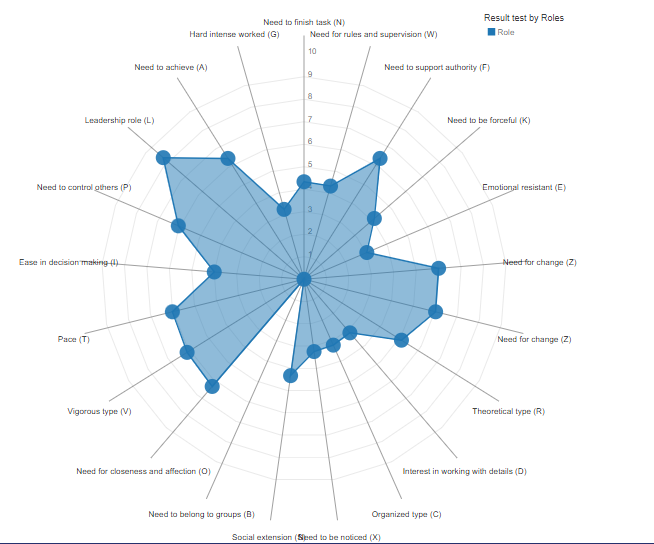 Result test by Roles
Role
Need to finish task (N)
Hard intense worked (G)
Need for rules and supervision (W)
Need to achieve (A)
Need to support authority (F)
Leadership role (L)
Need to be forceful (K)
Need to control others (P)
Emotional resistant (E)
Ease in decision making (I)
Need for change (Z)
Pace (T)
Need for change (Z)
Vigorous type (V)
Theoretical type (R)
Need for closeness and affection (O)
Interest in working with details (D)
Need to belong to groups (B)
Organized type (C)
Social extension (S)
Need to be noticed (X)
10
9
8
7
6
5
4
3
2
1